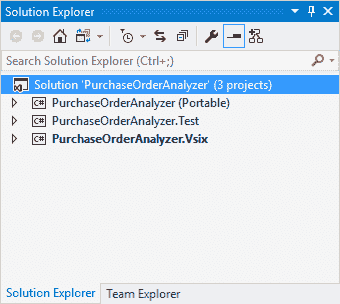 Solution Explorer
Search Solution Explorer (Ctrl+;)
Solution 'PurchaseOrderAnalyzer' (3 projects)
C# PurchaseOrderAnalyzer (Portable)
C# PurchaseOrderAnalyzer.Test
C# PurchaseOrderAnalyzer.Vsix
Solution Explorer Team Explorer